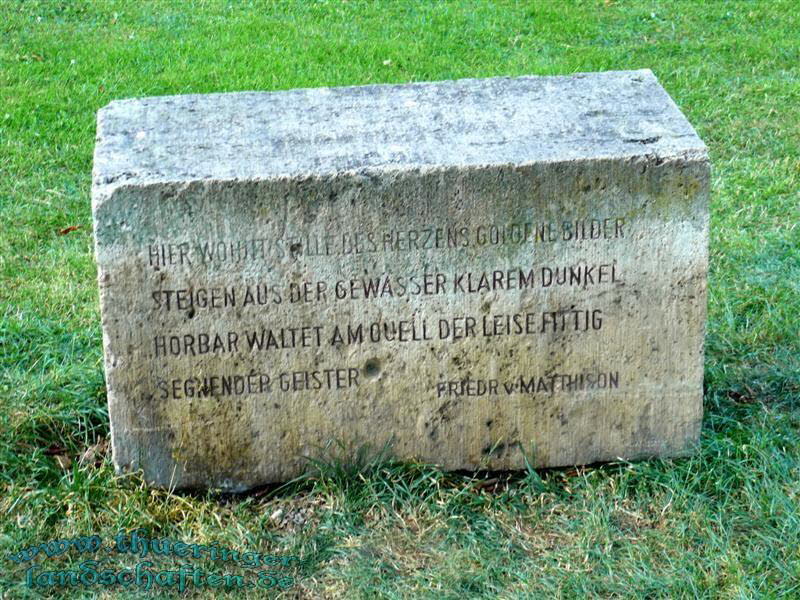 HIER WOHNT STILLE DES HERZENS GOLDENE BILDER
STEIGEN AUS DER GEWÄSSER KLAREM DUNKEL
HÖRBAR WALTET AM QUELL DER LEISE FITTIG
SEGNENDER GEISTER FRIEDR v. MATTHISON
www.thueringer-
landschaften.de